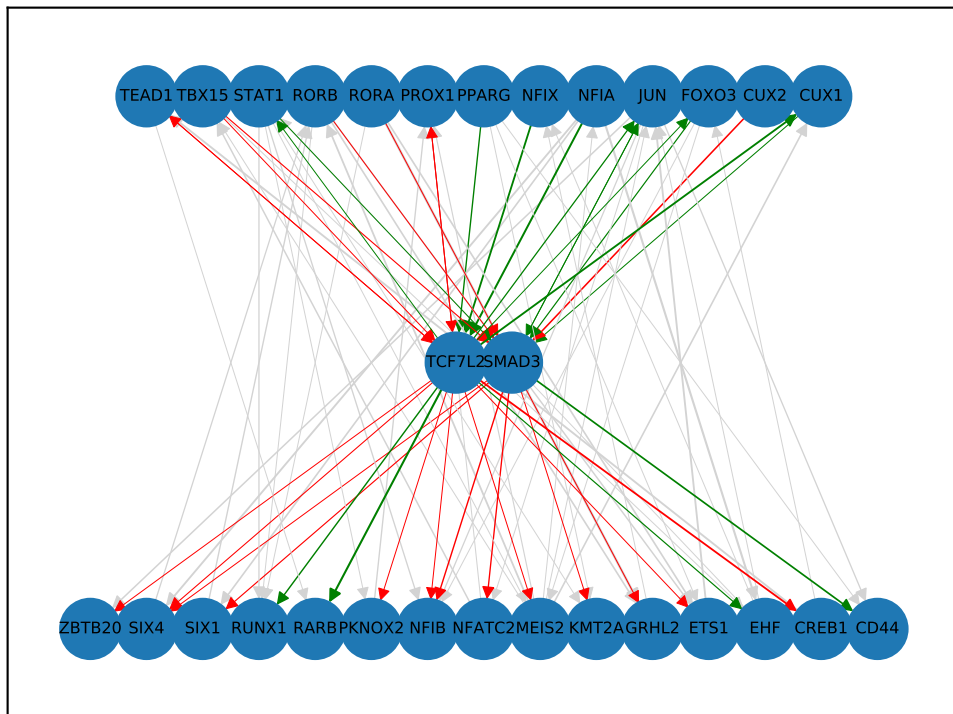 TEAD1 TBX15 STAT1 RORB RORA PROX1 PPARG NFIX NFIA JUN FOXO3 CUX2 CUX1
TCF7L2 SMAD3
ZBTB20 SIX4 SIX1 RUNX1 RARB PKNOX2 NFIB NFATC2 MEIS2 KMT2A GRHL2 ETS1 EHF CREB1 CD44